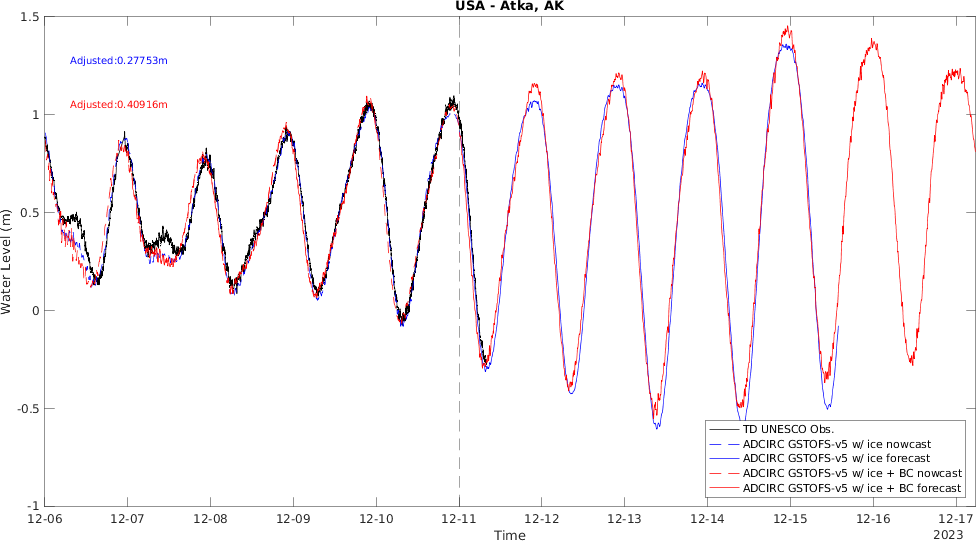 USA - Atka, AK
1.5
1
0.5
0
-0.5
-1
Water Level (m)
Adjusted:0.27753m
Adjusted:0.40916m
TD UNESCO Obs.
ADCIRC GSTOFS-v5 w/ ice nowcast
ADCIRC GSTOFS-v5 w/ ice forecast
ADCIRC GSTOFS-v5 w/ ice + BC nowcast
ADCIRC GSTOFS-v5 w/ ice + BC forecast
12-06 12-07 12-08 12-09 12-10 12-11 12-12 12-13 12-14 12-15 12-16 12-17
Time
2023